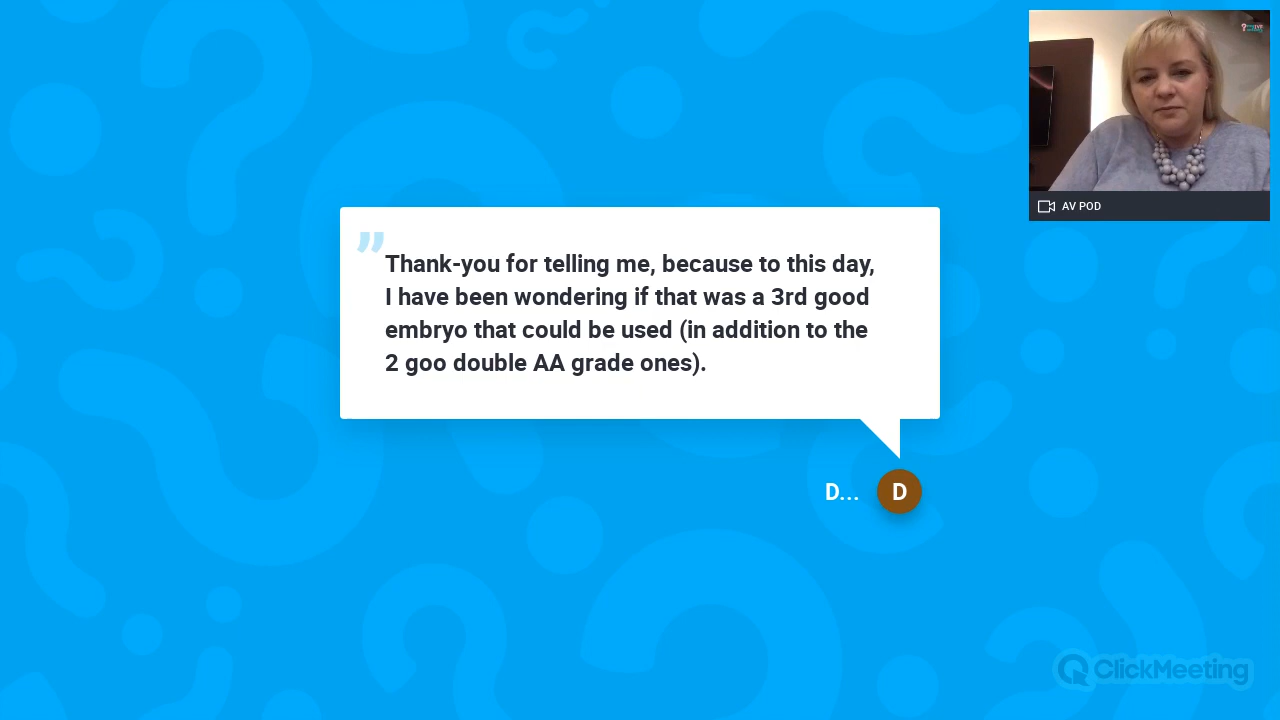 AV POD
”
Thank-you for telling me, because to this day,
I have been wondering if that was a 3rd good
embryo that could be used (in addition to the
2 goo double AA grade ones).
D... D
ClickMeeting